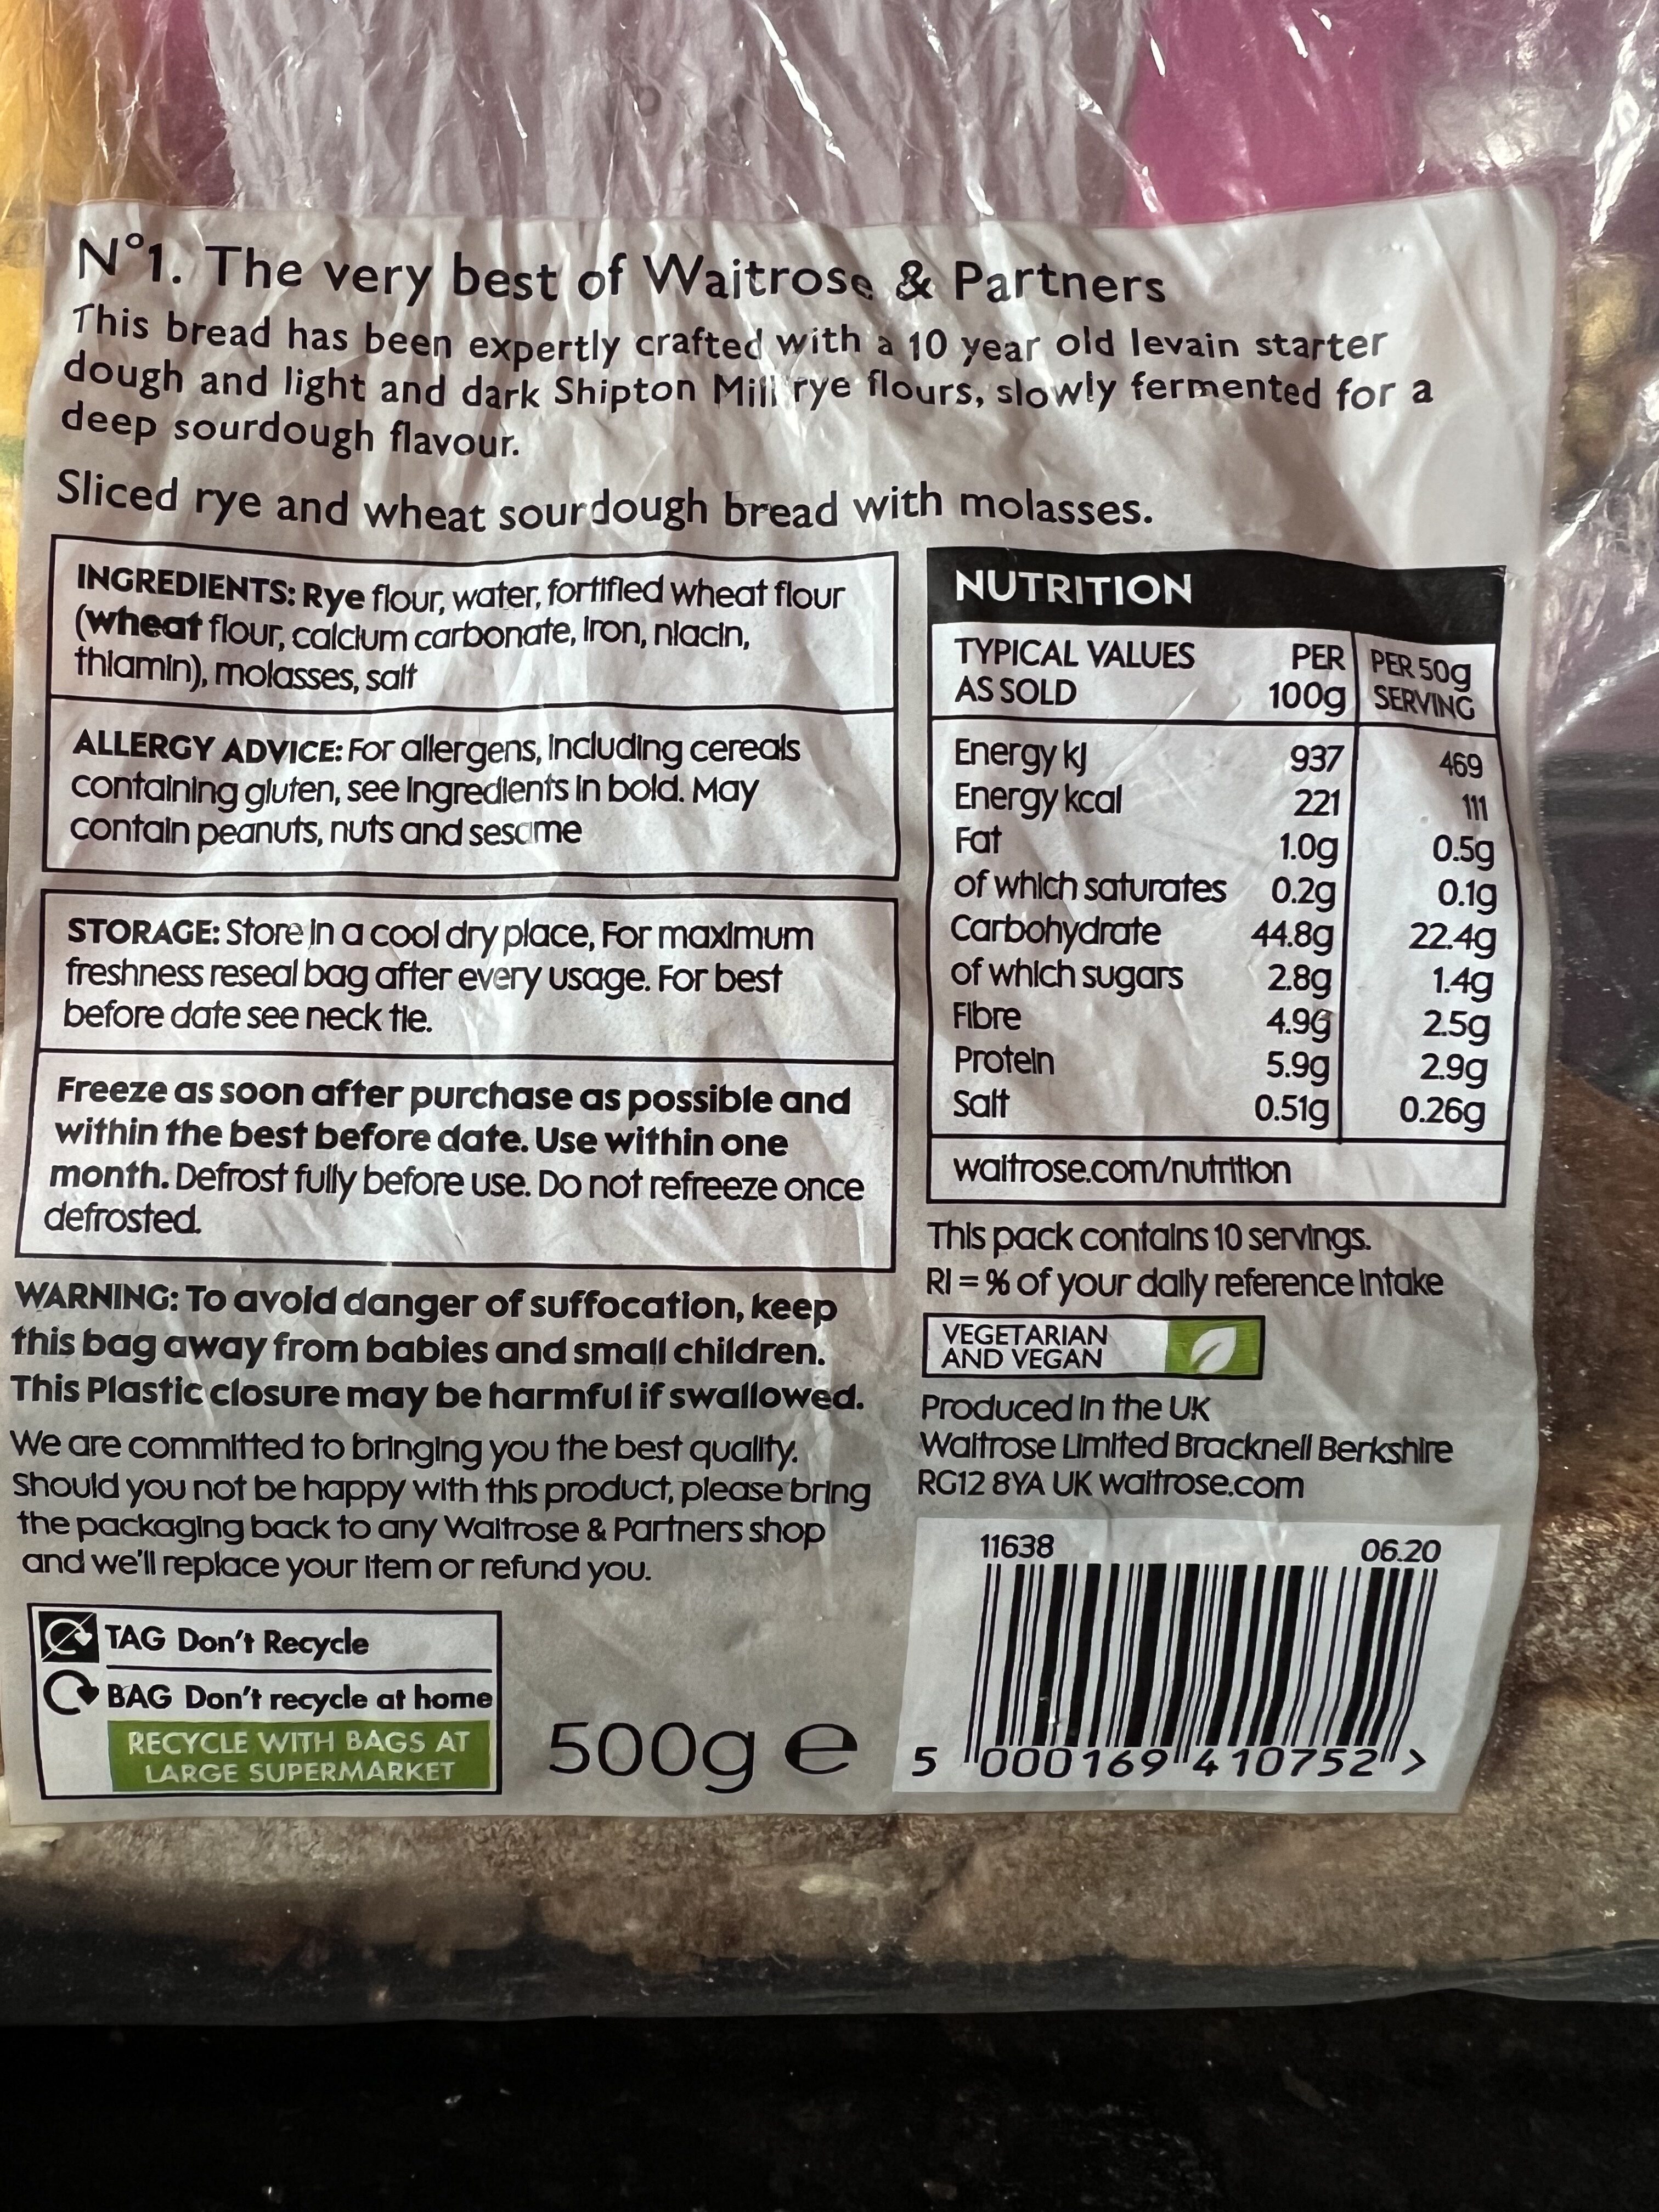 N°1. The very best of Waitrose & Partners
This bread has been expertly crafted with a 10 year old levain starter
dough and light and dark Shipton Mill rye flours, slowly fermented for a
deep sourdough flavour.
Sliced rye and wheat sourdough bread with molasses.
INGREDIENTS: Rye flour, water, fortified wheat flour
(wheat flour, calcium carbonate, iron, niacin,
thiamin), molasses, salt
ALLERGY ADVICE: For allergens, including cereals
containing gluten, see ingredients in bold. May
contain peanuts, nuts and sesame
STORAGE: Store in a cool dry place, For maximum
freshness reseal bag after every usage. For best
before date see neck tie.
Freeze as soon after purchase as possible and
within the best before date. Use within one
month. Defrost fully before use. Do not refreeze once
defrosted.
WARNING: To avoid danger of suffocation, keep
this bag away from babies and small children.
This Plastic closure may be harmful if swallowed.
We are committed to bringing you the best quality.
Should you not be happy with this product, please bring
the packaging back to any Waitrose & Partners shop
and we'll replace your item or refund you.
TAG Don't Recycle
BAG Don't recycle at home
RECYCLE WITH BAGS AT
LARGE SUPERMARKET
500g e
NUTRITION
TYPICAL VALUES PER PER 50g
AS SOLD 100g SERVING
Energy kJ 937 469
Energy kcal 221 111
Fat 1.0g 0.5g
of which saturates 0.2g 0.1g
Carbohydrate 44.8g 22.4g
of which sugars 2.8g 1.4g
Fibre 4.9g 2.5g
Protein 5.9g 2.9g
Salt 0.51g 0.26g
waitrose.com/nutrition
This pack contains 10 servings.
RI = % of your daily reference intake
VEGETARIAN
AND VEGAN
Produced in the UK
Waitrose Limited Bracknell Berkshire
RG12 8YA UK waitrose.com
11638 06.20
5 000169 410752 >